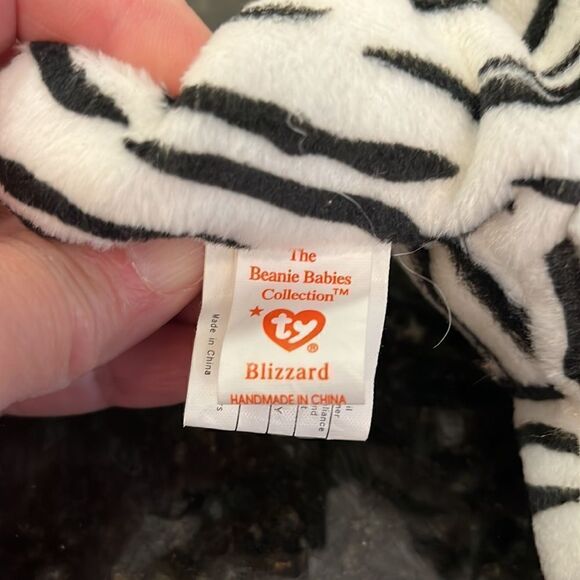 The
Beanie Babies
Collection™
ty®
Blizzard
HANDMADE IN CHINA
Made in China